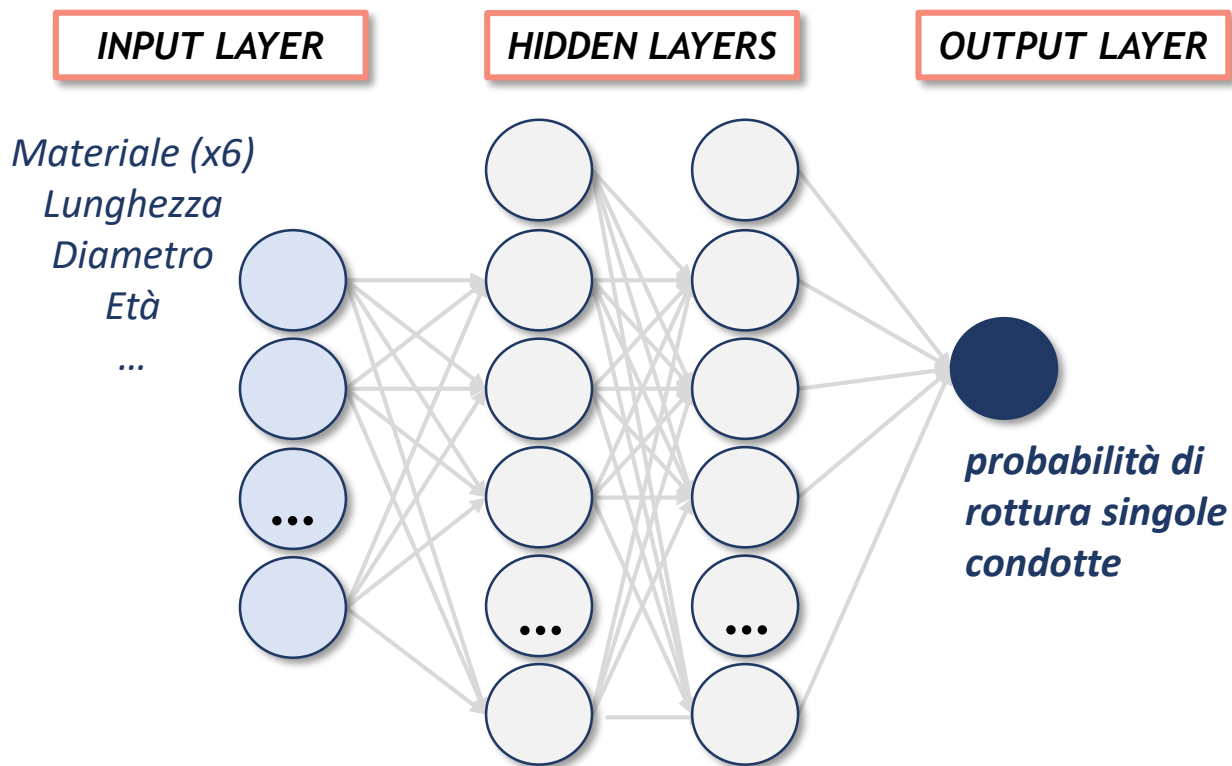 INPUT LAYER
HIDDEN LAYERS
OUTPUT LAYER
Materiale (x6)
Lunghezza
Diametro
Età
...
...
...
...
probabilità di
rottura singole
condotte